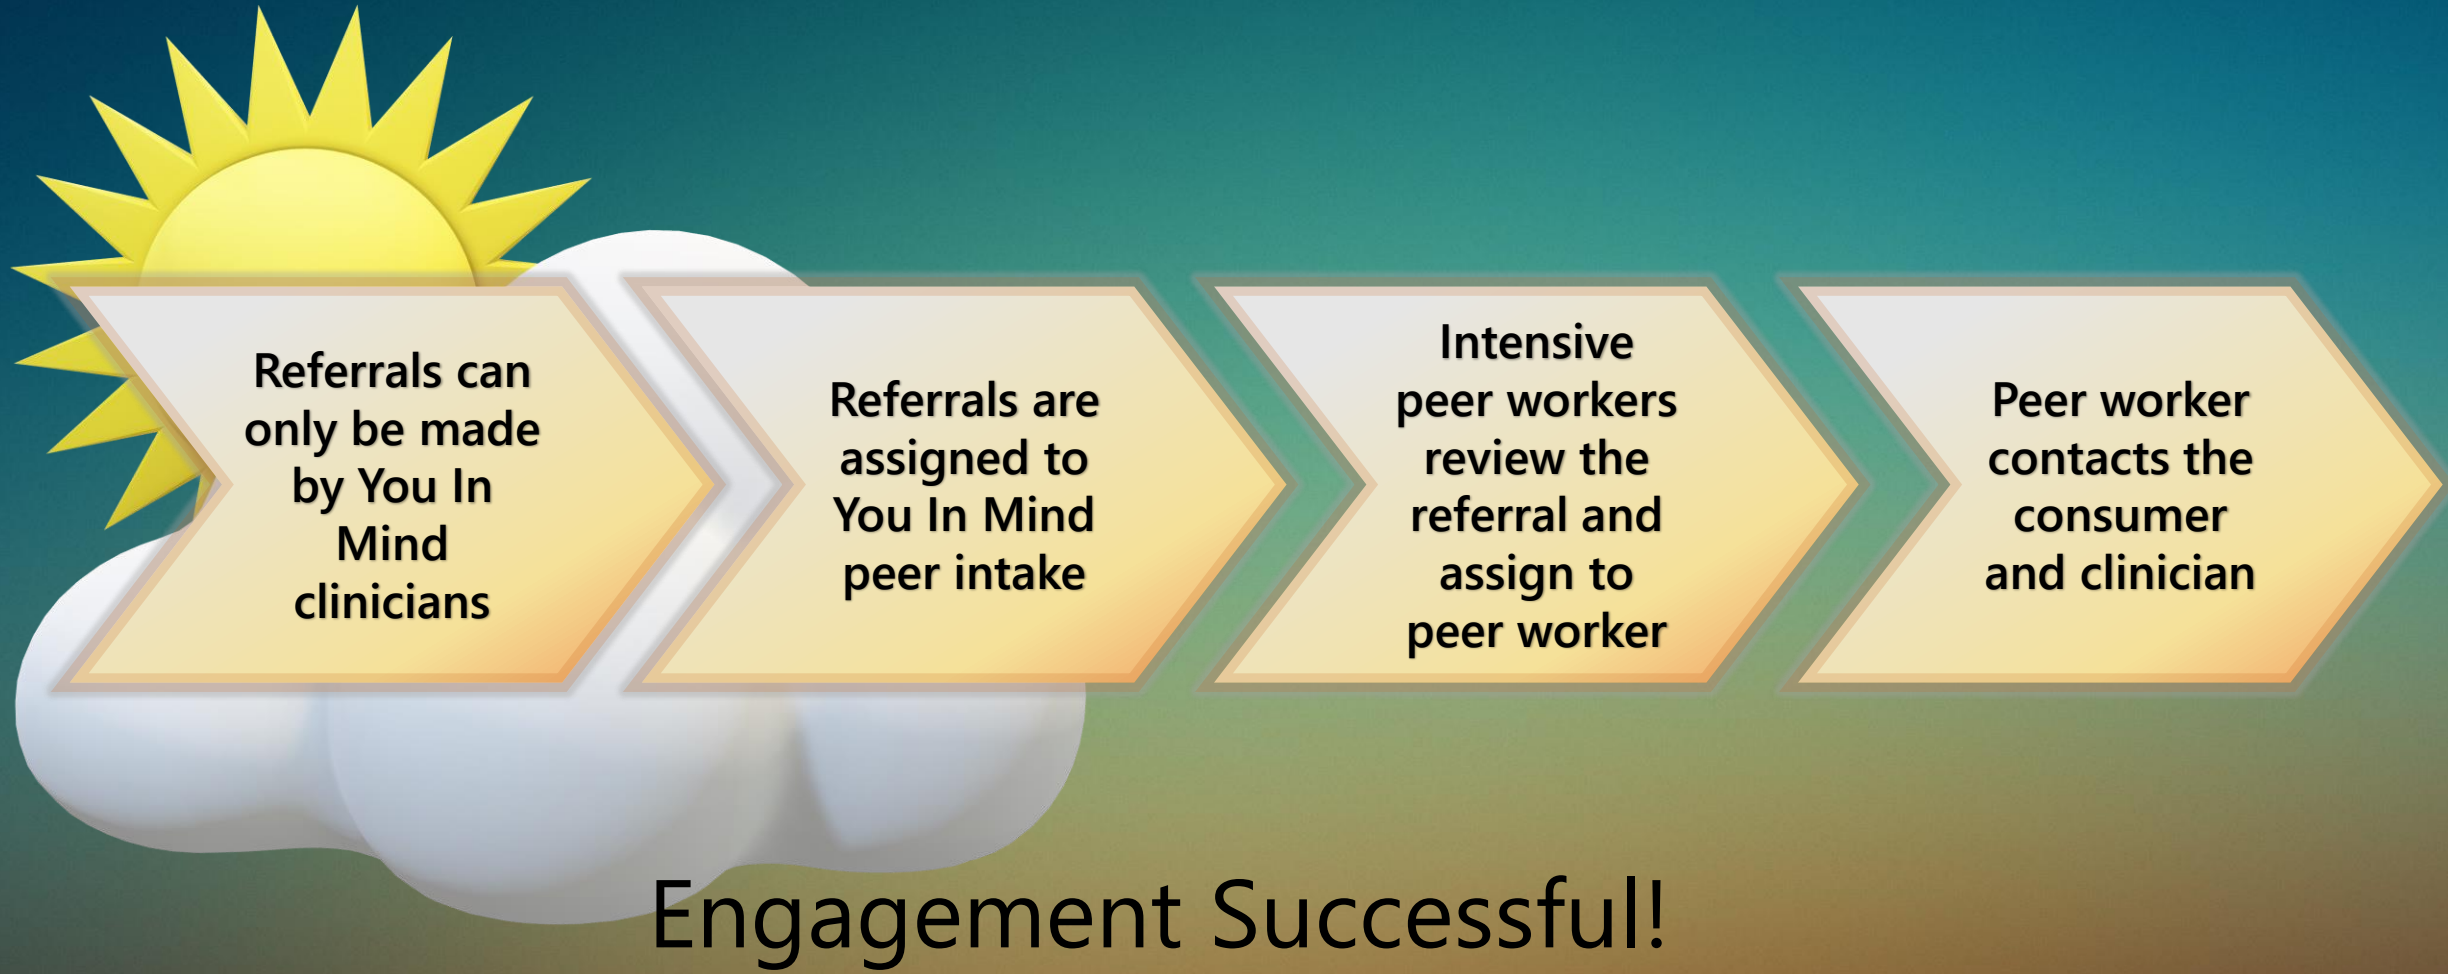 Referrals can
only be made
by You In
Mind
clinicians
Referrals are
assigned to
You In Mind
peer intake
Intensive
peer workers
review the
referral and
assign to
peer worker
Peer worker
contacts the
consumer
and clinician
Engagement Successful!